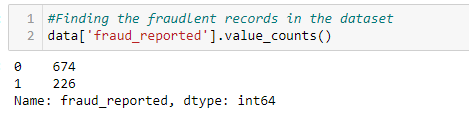 1 #Finding the fraudlent records in the dataset
2 data['fraud_reported'].value_counts()
0    674
1    226
Name: fraud_reported, dtype: int64